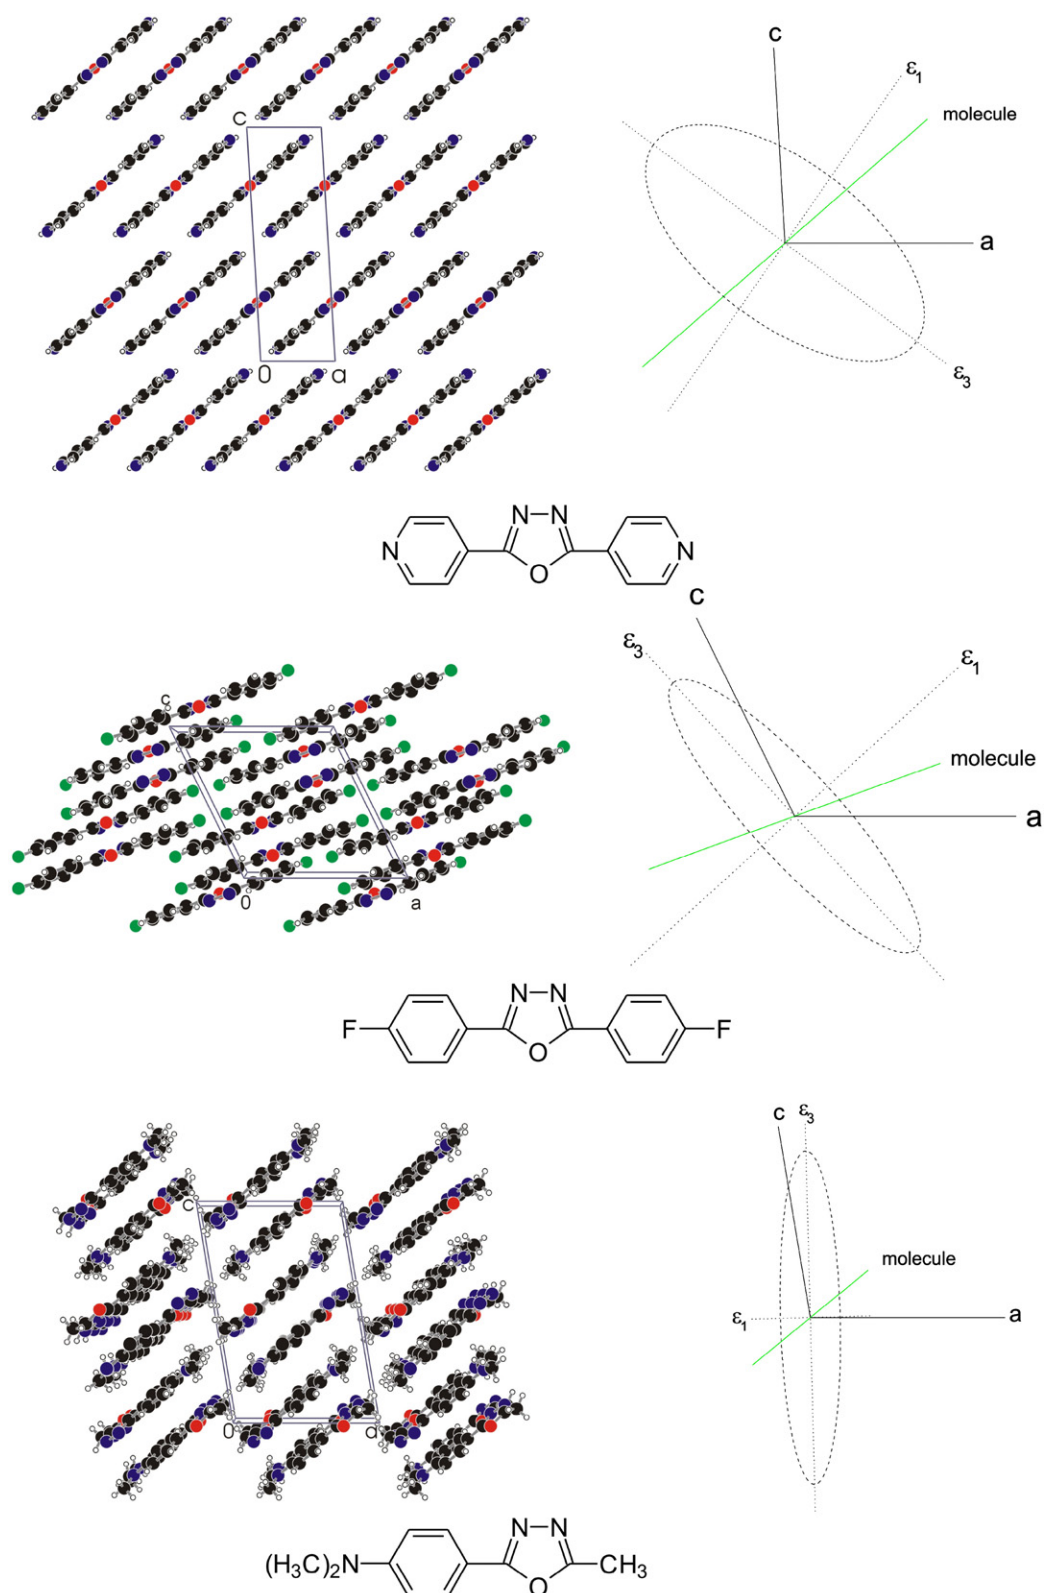 c
ε1
molecule
C
a
0 a
ε3
N—N
N O N
c
ε3
ε1
c
molecule
a
0 a
N—N
F O F
c ε3
C
molecule
ε1 a
0 a
N—N
(H3C)2N O CH3